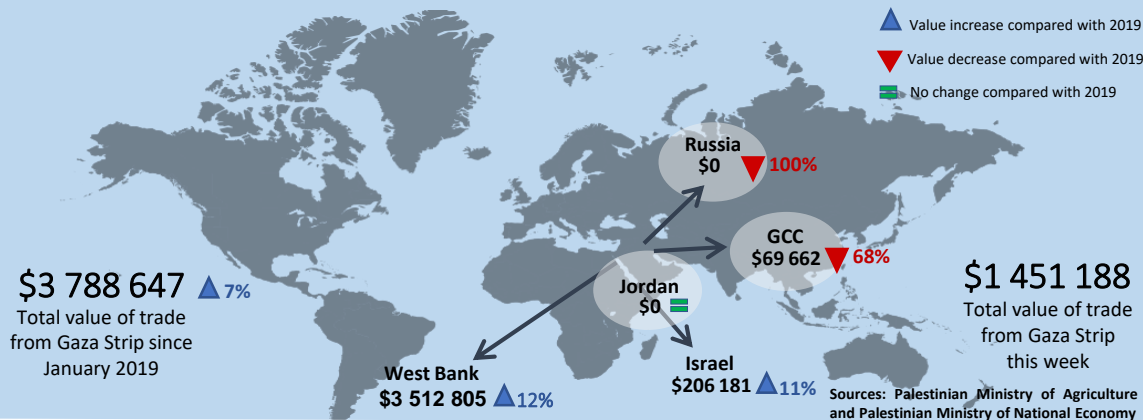 Value increase compared with 2019
Value decrease compared with 2019
No change compared with 2019
Russia
$0
100%
GCC
$69 662
68%
Jordan
$0
$3 788 647
7%
Total value of trade
from Gaza Strip since
January 2019
$1 451 188
Total value of trade
from Gaza Strip
this week
West Bank
$3 512 805
12%
Israel
$206 181
11%
Sources: Palestinian Ministry of Agriculture
and Palestinian Ministry of National Economy